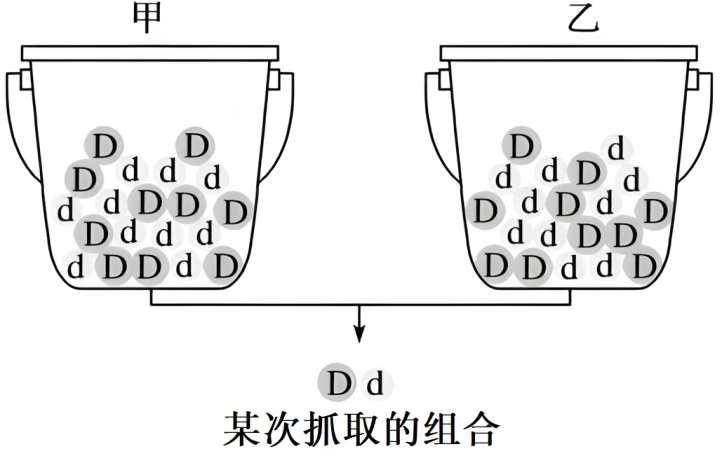 甲 乙
D D d
d d D d d D
D d d d d d
d d D D D D d D d D
D d d d d d D D
d D D d D D D d d D
D d
某次抓取的组合